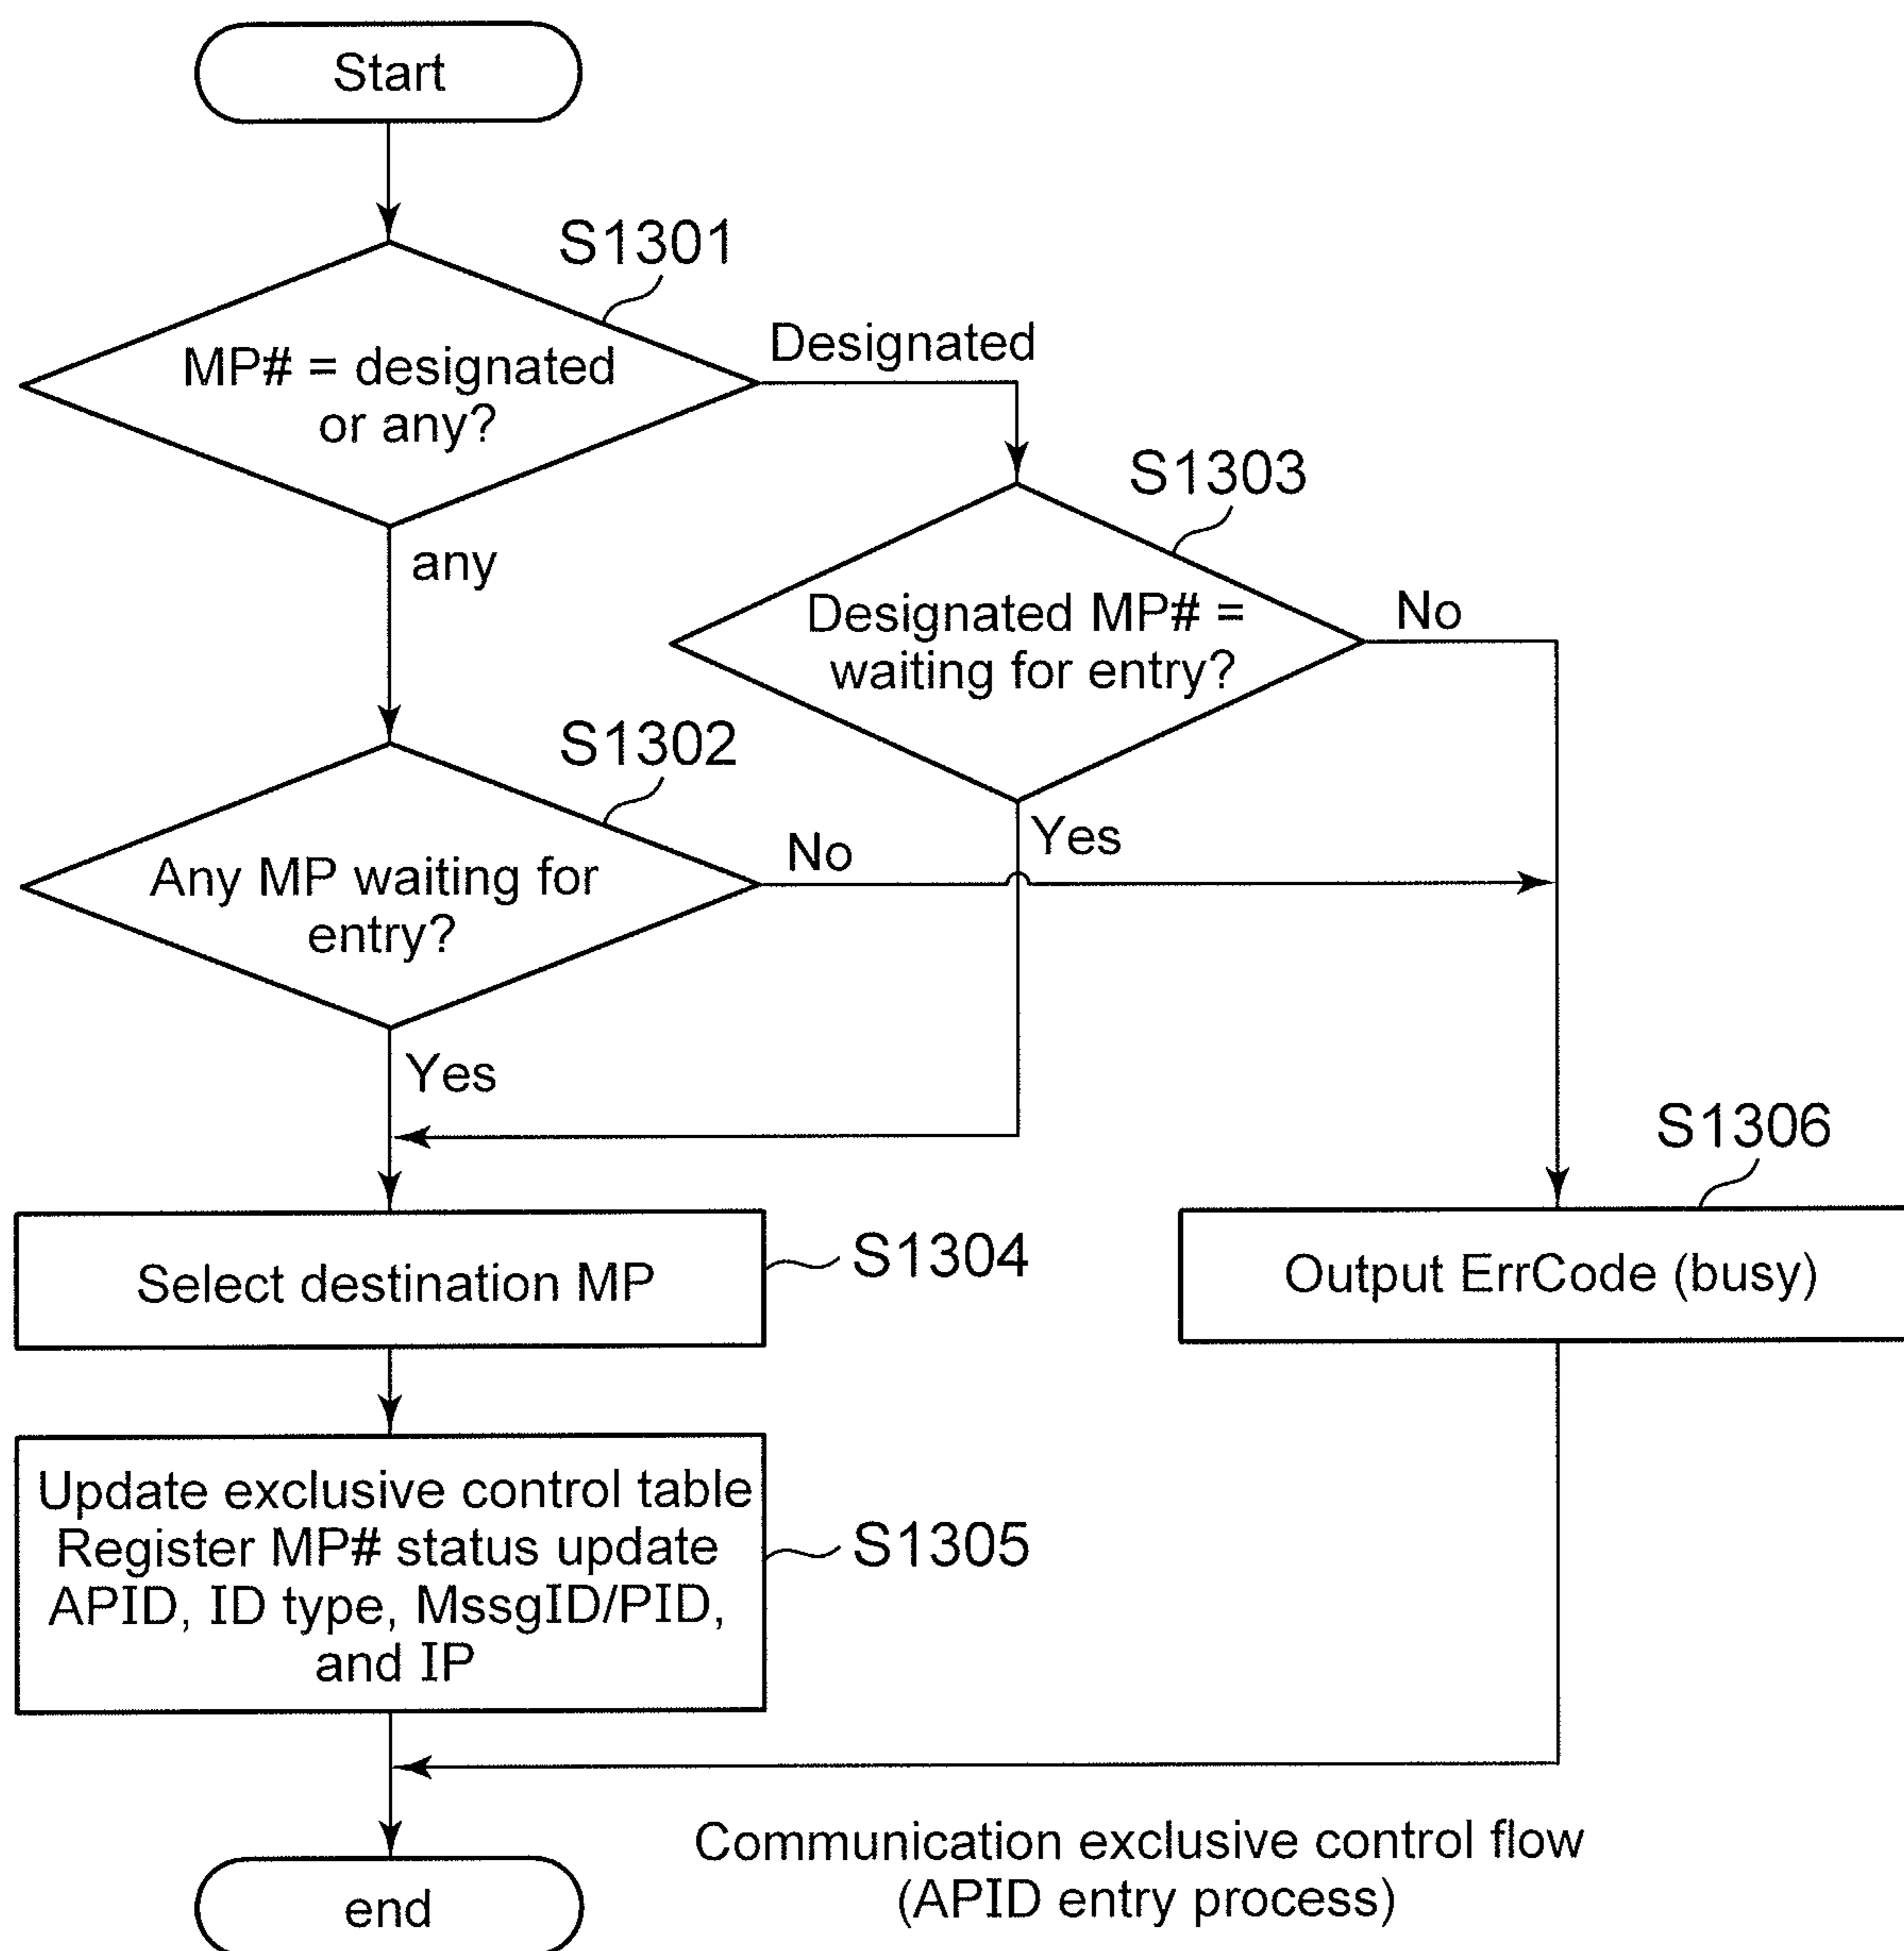 Start
S1301
MP# = designated
or any?
Designated
any
S1303
Designated MP# =
waiting for entry?
No
Yes
S1302
Any MP waiting for
entry?
No
Yes
S1304
Select destination MP
S1306
Output ErrCode (busy)
Update exclusive control table
Register MP# status update
APID, ID type, MssgID/PID,
and IP
S1305
end
Communication exclusive control flow
(APID entry process)